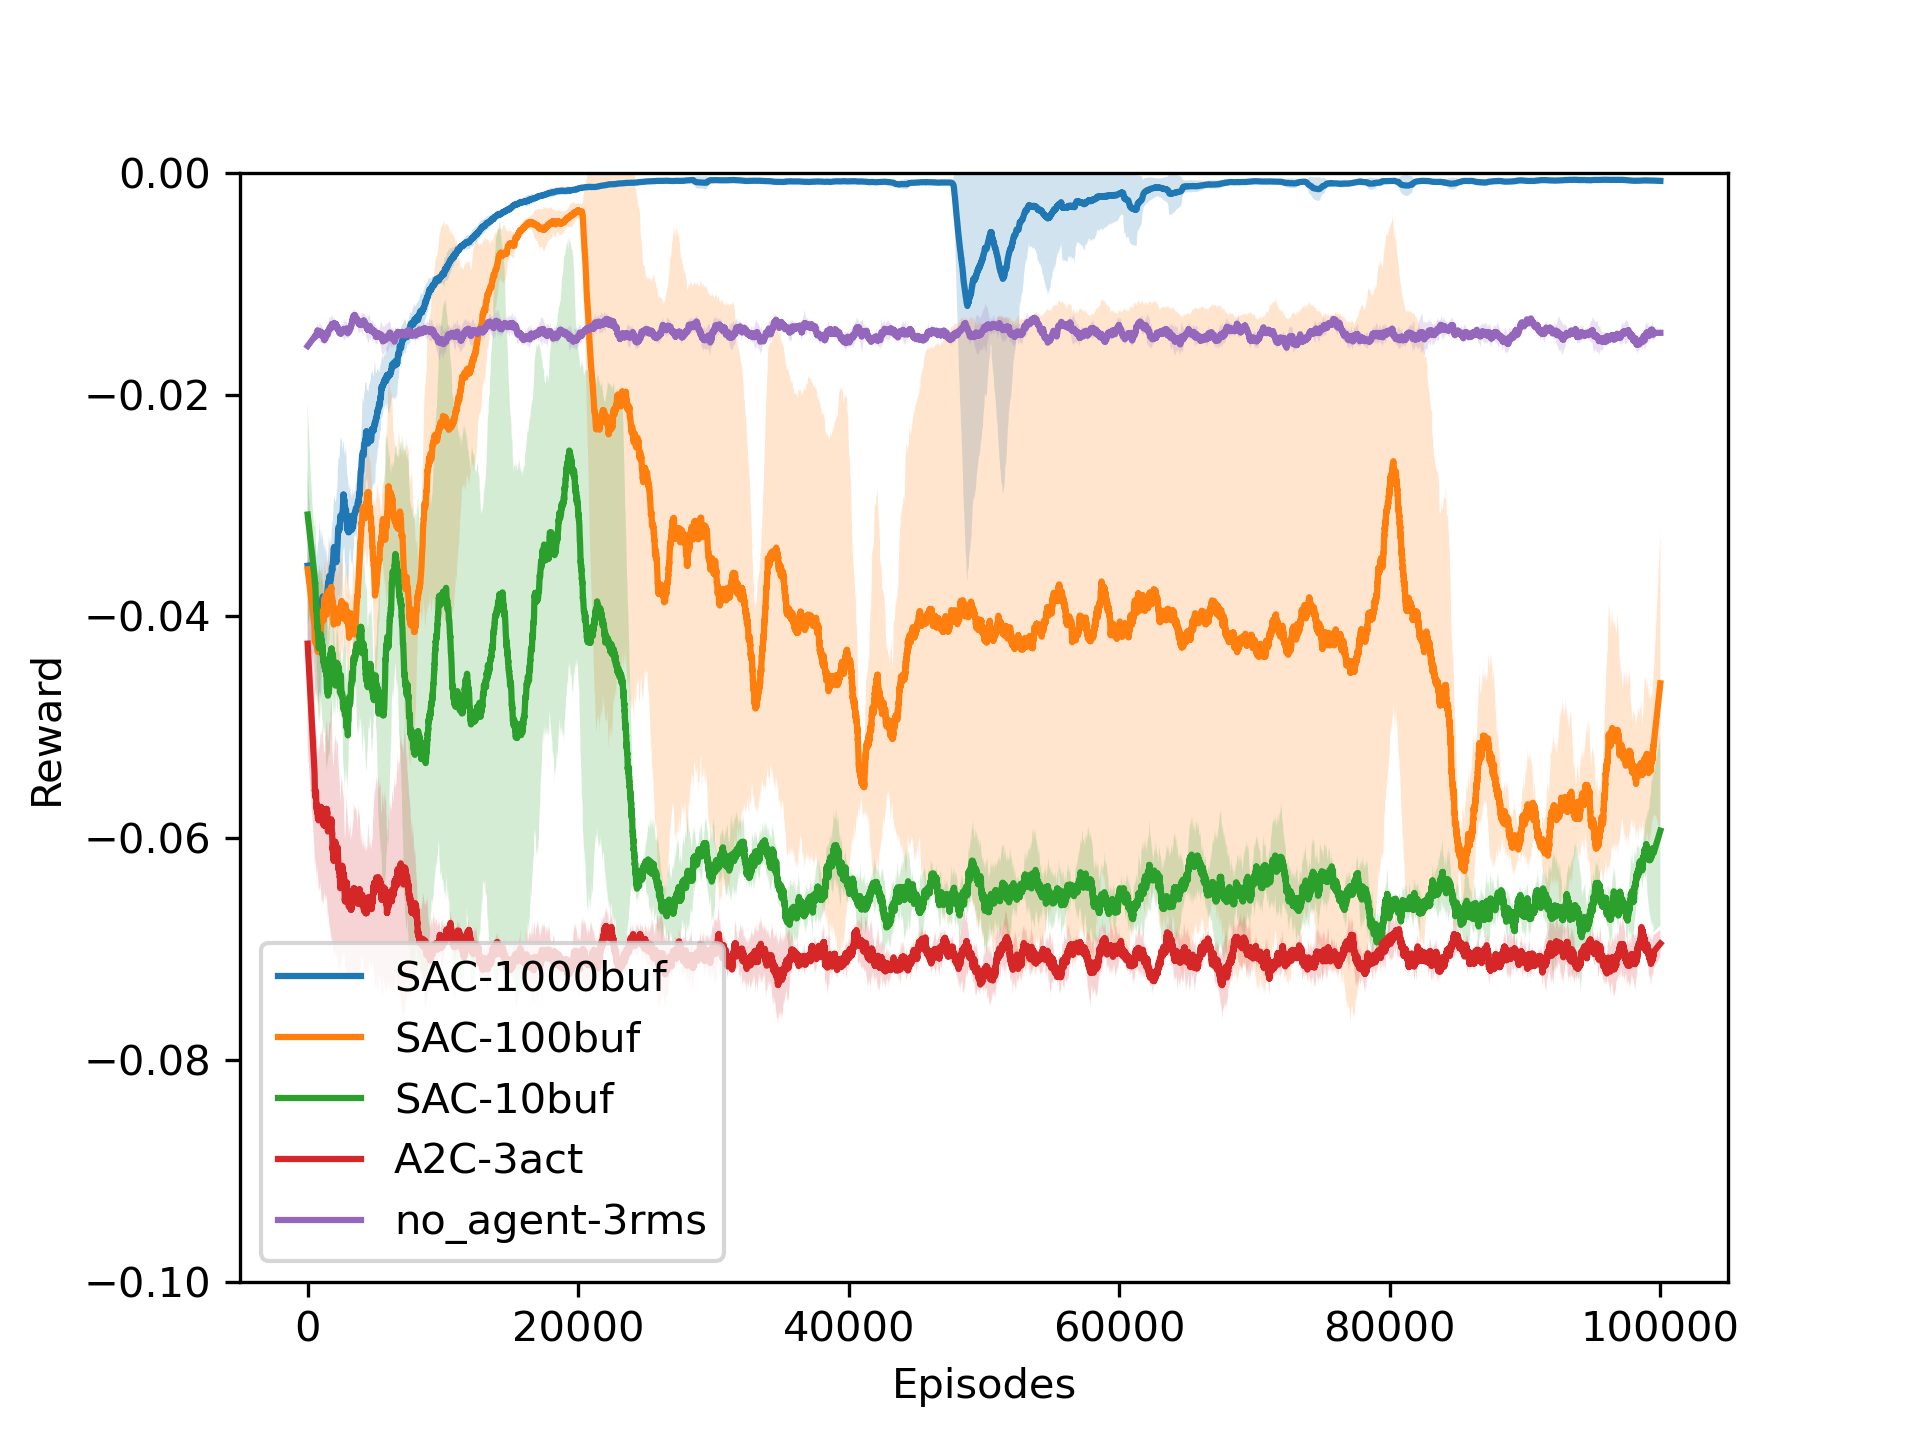 0.00
−0.02
−0.04
−0.06
−0.08
−0.10
Reward
SAC-1000buf
SAC-100buf
SAC-10buf
A2C-3act
no_agent-3rms
0 20000 40000 60000 80000 100000
Episodes